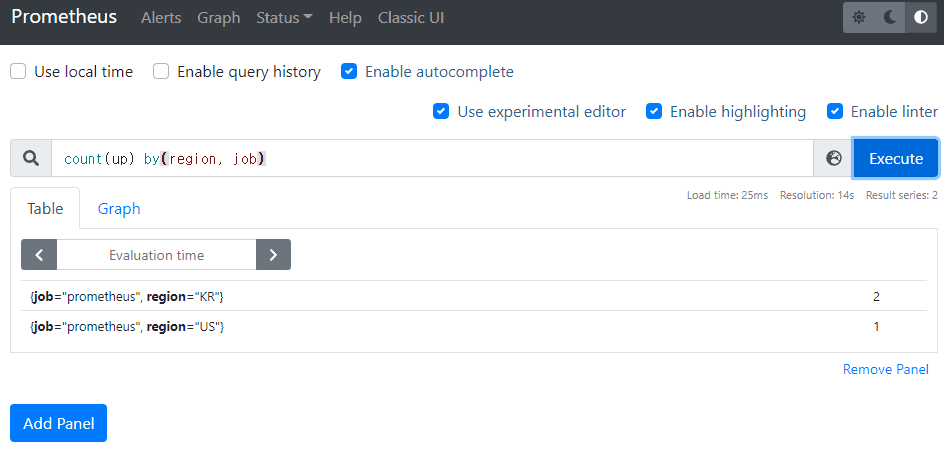 Prometheus Alerts Graph Status Help Classic UI
Use local time Enable query history Enable autocomplete
Use experimental editor Enable highlighting Enable linter
count(up) by(region, job) Execute
Load time: 25ms Resolution: 14s Result series: 2
Table Graph
Evaluation time
{job="prometheus", region="KR"} 2
{job="prometheus", region="US"} 1
Remove Panel
Add Panel